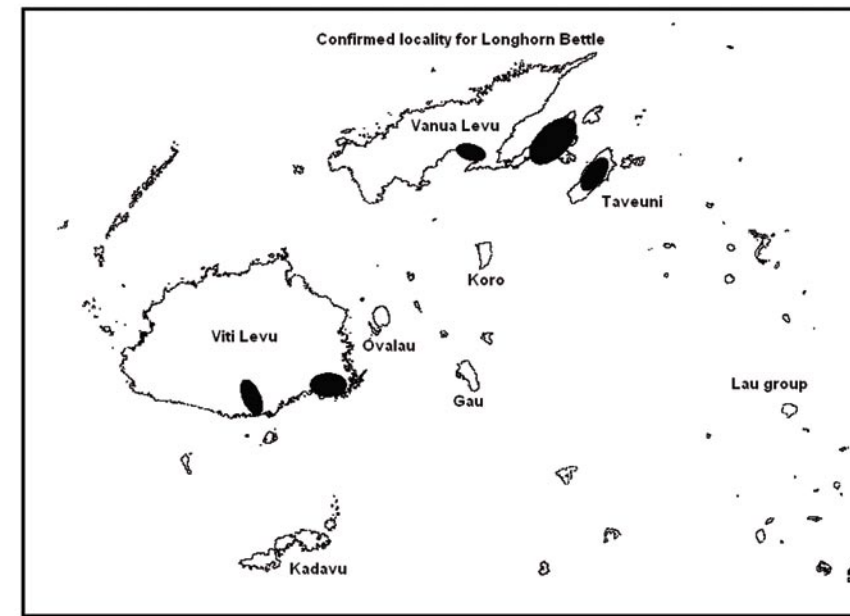 Confirmed locality for Longhorn Bettle
Vanua Levu
Taveuni
Koro
Viti Levu
Ovalau
Gau
Lau group
Kadavu